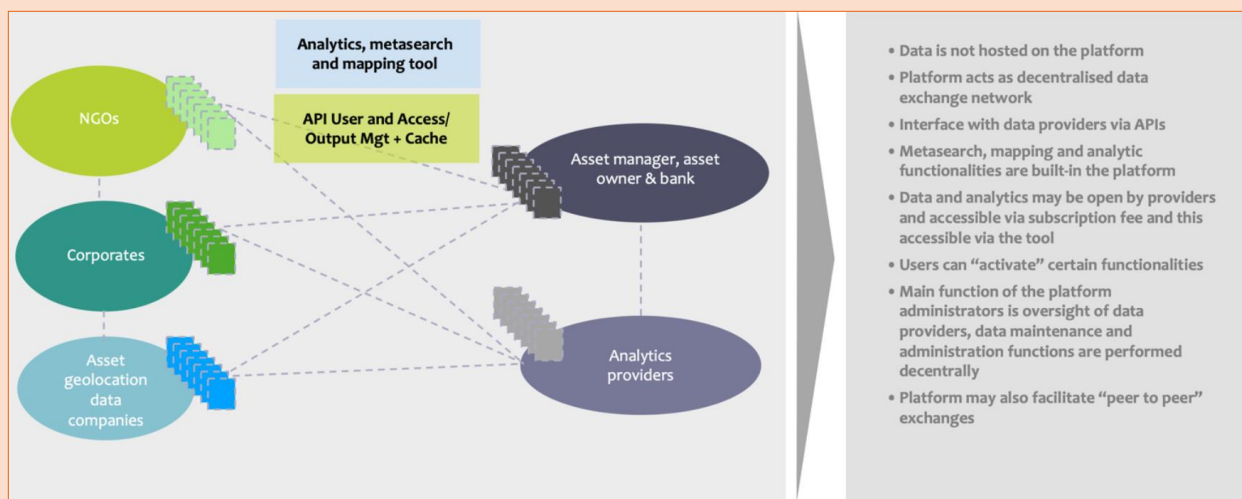 Analytics, metasearch
and mapping tool
API User and Access/
Output Mgt + Cache
NGOs
Corporates
Asset
geolocation
data
companies
Asset manager, asset
owner & bank
Analytics
providers
• Data is not hosted on the platform
• Platform acts as decentralised data
exchange network
• Interface with data providers via APIs
• Metasearch, mapping and analytic
functionalities are built-in the platform
• Data and analytics may be open by providers
and accessible via subscription fee and this
accessible via the tool
• Users can “activate” certain functionalities
• Main function of the platform
administrators is oversight of data
providers, data maintenance and
administration functions are performed
decentrally
• Platform may also facilitate “peer to peer”
exchanges